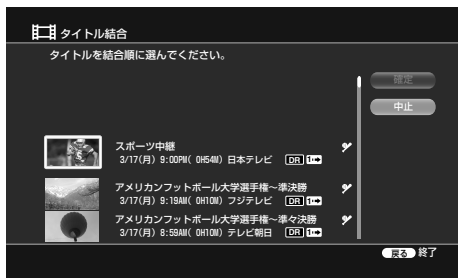 タイトル結合
タイトルを結合順に選んでください。
確定
中止
スポーツ中継
3/17(月) 9:00PM( 0H54M) 日本テレビ DR 1➡
アメリカンフットボール大学選手権～準決勝
3/17(月) 9:19AM( 0H10M) フジテレビ DR 1➡
アメリカンフットボール大学選手権～準々決勝
3/17(月) 8:59AM( 0H10M) テレビ朝日 DR 1➡
戻る 終了